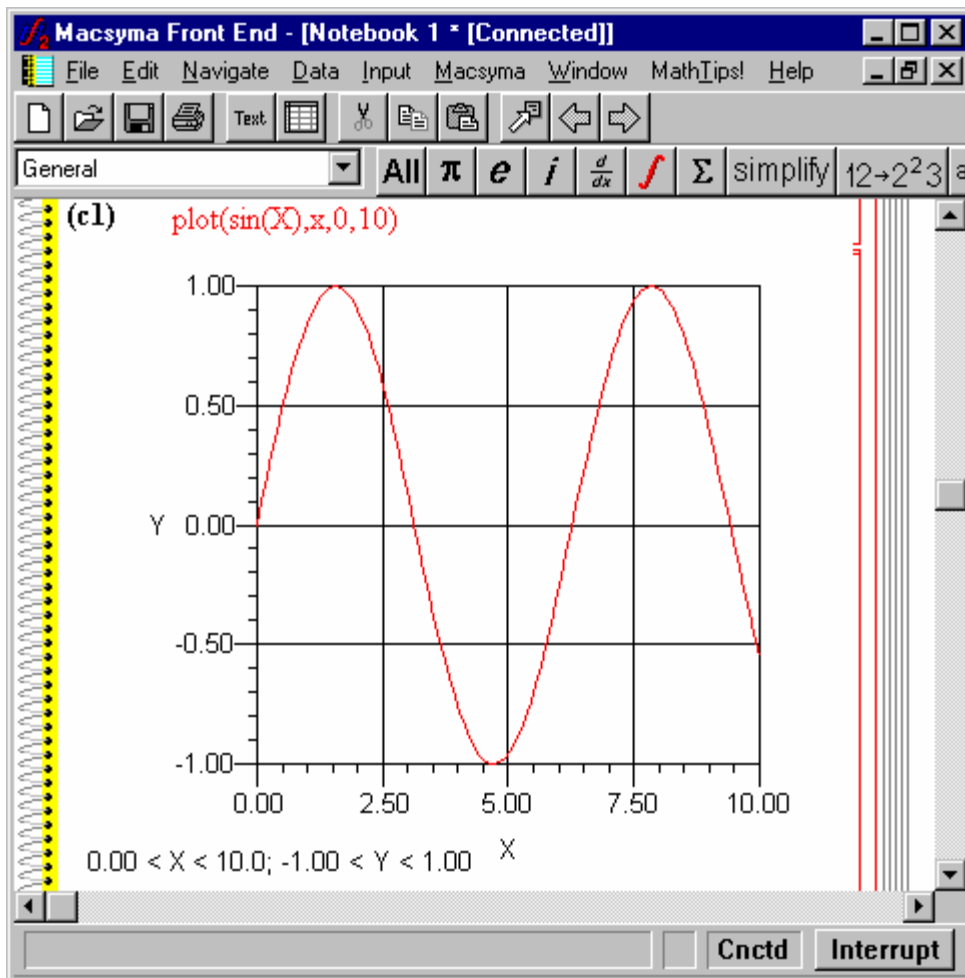 Macsyma Front End - [Notebook 1 * [Connected]]
File Edit Navigate Data Input Macsyma Window MathTips! Help
Text
General All π e i d/dx ∫ Σ simplify 12→2²3 a
(c1) plot(sin(X),x,0,10)
1.00
0.50
Y 0.00
-0.50
-1.00
0.00 2.50 5.00 7.50 10.00
X
0.00 < X < 10.0; -1.00 < Y < 1.00
Cnctd Interrupt